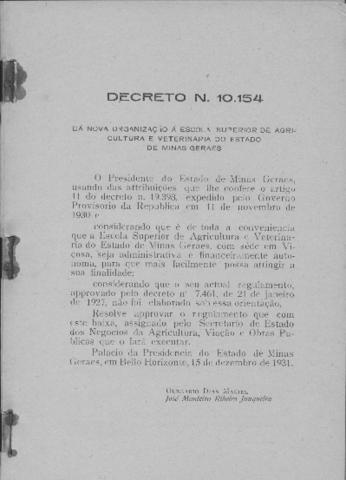 DECRETO N. 10.154
DÁ NOVA ORGANIZAÇÃO Á ESCOLA SUPERIOR DE AGRI-
CULTURA E VETERINARIA DO ESTADO
DE MINAS GERAES
O Presidente do Estado de Minas Geraes,
usando das attribuições que lhe confere o artigo
11 do decreto n. 19.398, expedido pelo Governo
Provisorio da Republica em 11 de novembro de
1930 e
considerando que é de toda a conveniencia
que a Escola Superior de Agricultura e Veterina-
ria do Estado de Minas Geraes, com séde em Vi-
çosa, seja administrativa e financeiramente auto-
noma, para que mais facilmente possa attingir a
sua finalidade;
considerando que o seu actual regulamento,
approvado pelo decreto nº 7.461, de 21 de janeiro
de 1927, não foi elaborado sob essa orientação,
Resolve approvar o regulamento que com
este baixa, assignado pelo Secretario de Estado
dos Negocios da Agricultura, Viação e Obras Pu-
blicas que o fará executar.
Palacio da Presidencia do Estado de Minas
Geraes, em Bello Horizonte, 15 de dezembro de 1931.
OLEGARIO DIAS MACIEL
José Monteiro Ribeiro Junqueira